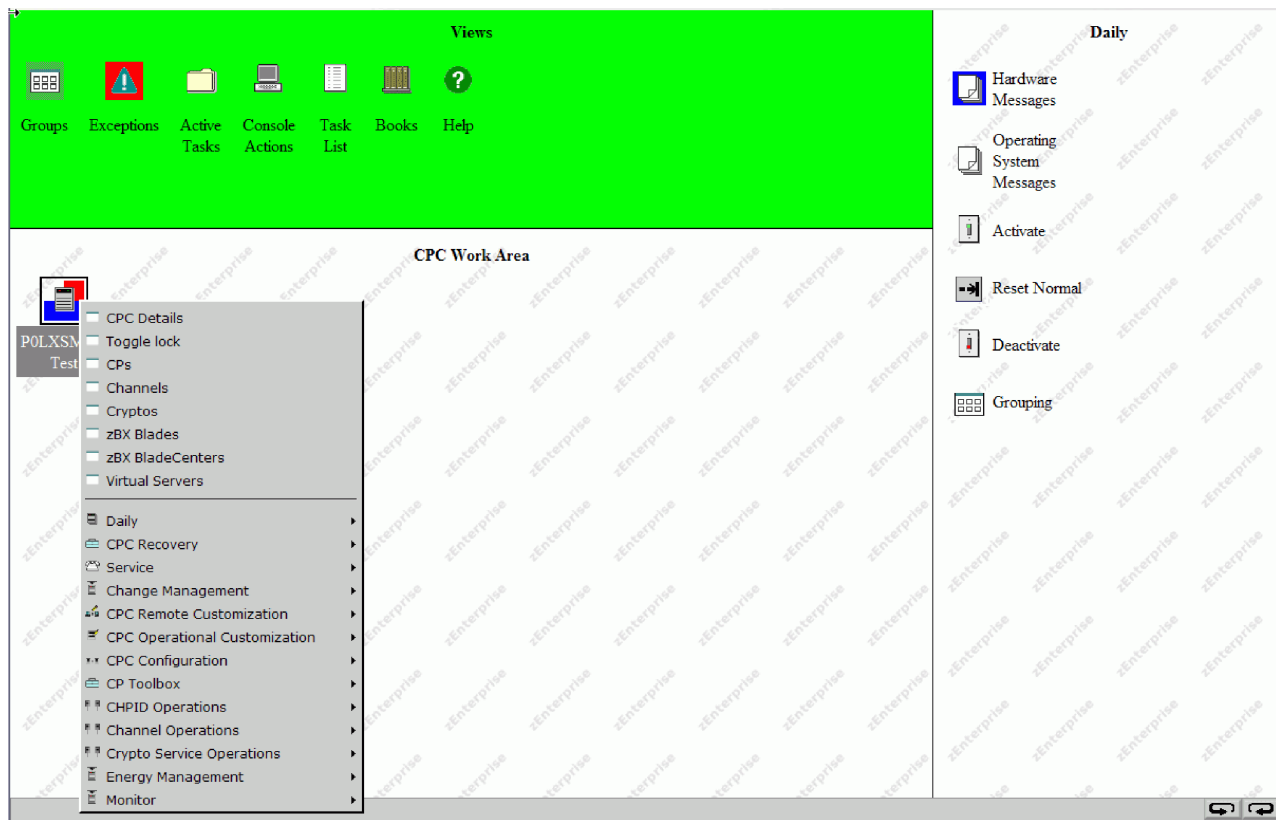 Views
Groups
Exceptions
Active
Tasks
Console
Actions
Task
List
Books
Help
CPC Work Area
P0LXSM
Test
CPC Details
Toggle lock
CPs
Channels
Cryptos
zBX Blades
zBX BladeCenters
Virtual Servers
Daily
CPC Recovery
Service
Change Management
CPC Remote Customization
CPC Operational Customization
CPC Configuration
CP Toolbox
CHPID Operations
Channel Operations
Crypto Service Operations
Energy Management
Monitor
Daily
Hardware
Messages
Operating
System
Messages
Activate
Reset Normal
Deactivate
Grouping
zEnterprise